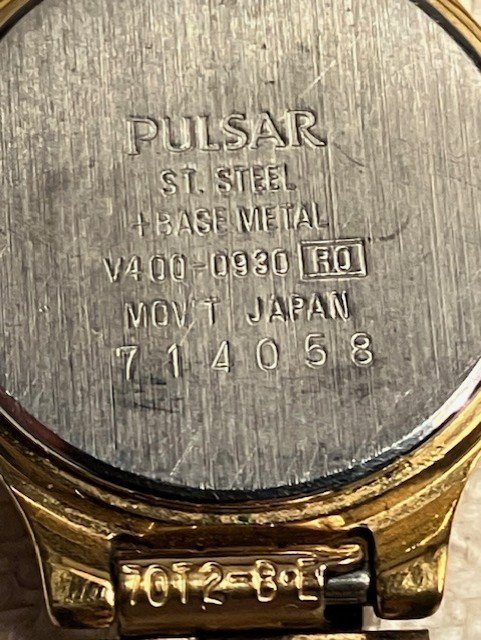 PULSAR
ST. STEEL
+BASE METAL
V400-0930 RO
MOV'T JAPAN
714058